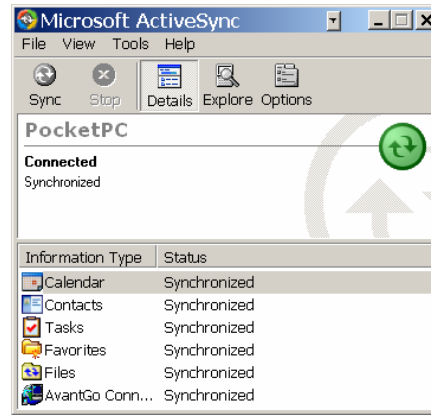 Microsoft ActiveSync
File View Tools Help
Sync Stop Details Explore Options
PocketPC
Connected
Synchronized
Information Type Status
Calendar Synchronized
Contacts Synchronized
Tasks Synchronized
Favorites Synchronized
Files Synchronized
AvantGo Conn... Synchronized